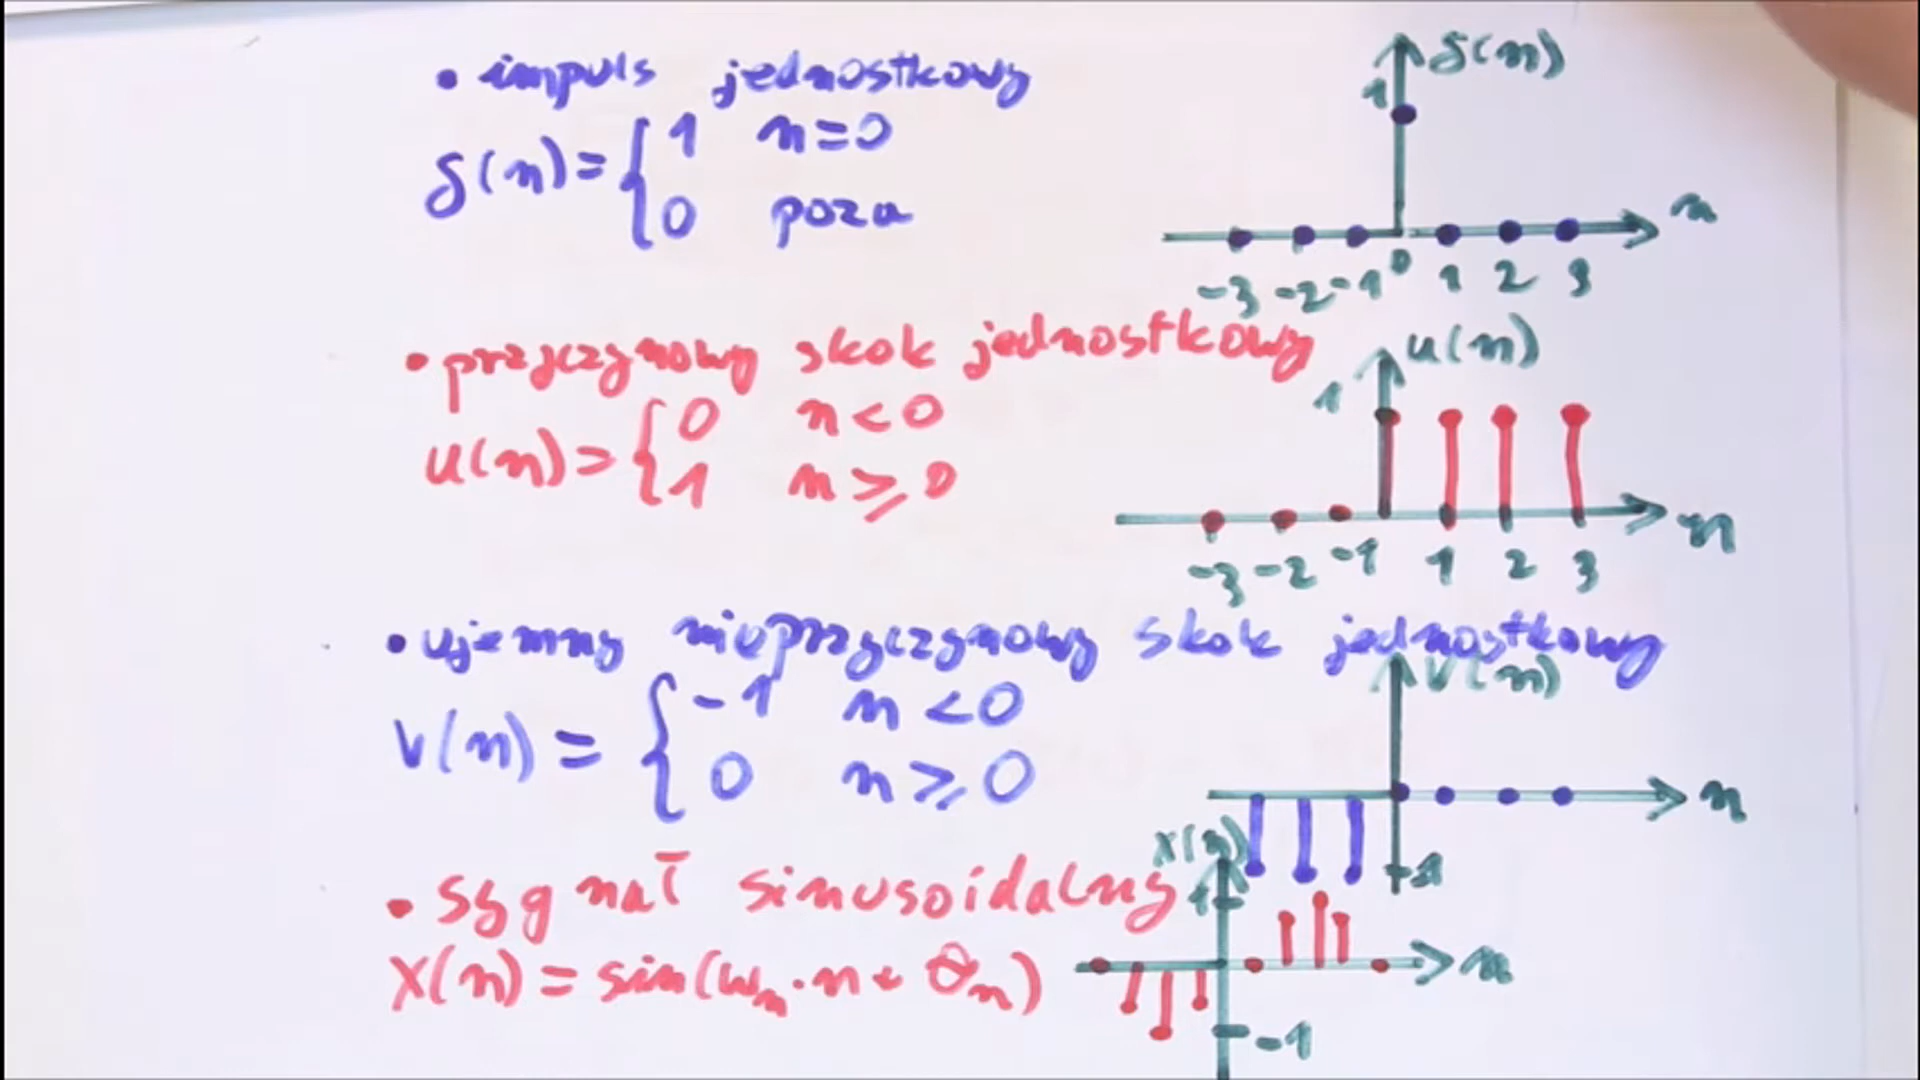 • impuls jednostkowy
δ(n) = { 1 n=0
0 poza
1 δ(n)
n
-3 -2 -1 0 1 2 3
• przyczynowy skok jednostkowy
u(n) = { 0 n<0
1 n⩾0
1 u(n)
n
-3 -2 -1 1 2 3
• ujemny nieprzyczynowy skok jednostkowy
V(n) = { -1 n<0
0 n⩾0
V(n)
n
-1
• sygnał sinusoidalny
X(n) = sin(ωn·n+θn)
X(n)
1
n
-1